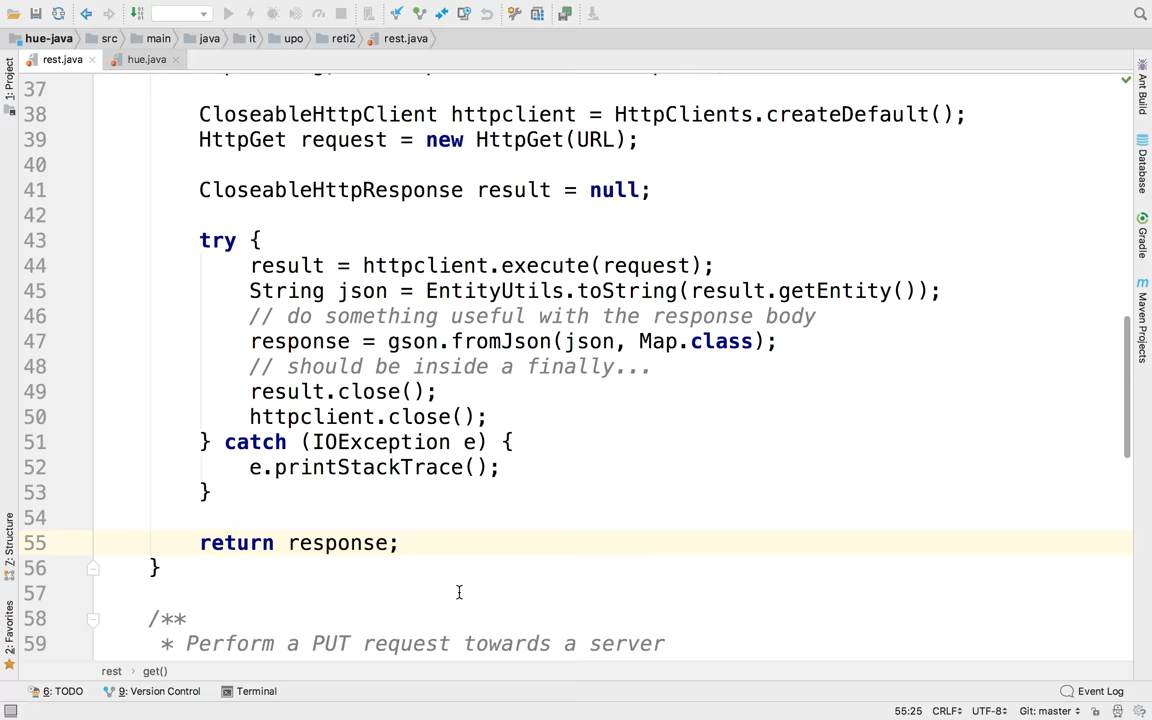 hue-java src main java it upo reti2 rest.java
rest.java hue.java
1: Project
Z: Structure
2: Favorites
Ant Build
Database
Gradle
Maven Projects
37
38 CloseableHttpClient httpclient = HttpClients.createDefault();
39 HttpGet request = new HttpGet(URL);
40
41 CloseableHttpResponse result = null;
42
43 try {
44 result = httpclient.execute(request);
45 String json = EntityUtils.toString(result.getEntity());
46 // do something useful with the response body
47 response = gson.fromJson(json, Map.class);
48 // should be inside a finally...
49 result.close();
50 httpclient.close();
51 } catch (IOException e) {
52 e.printStackTrace();
53 }
54
55 return response;
56 }
57
58 /**
59 * Perform a PUT request towards a server
rest › get()
6: TODO 9: Version Control Terminal Event Log
55:25 CRLF UTF-8 Git: master